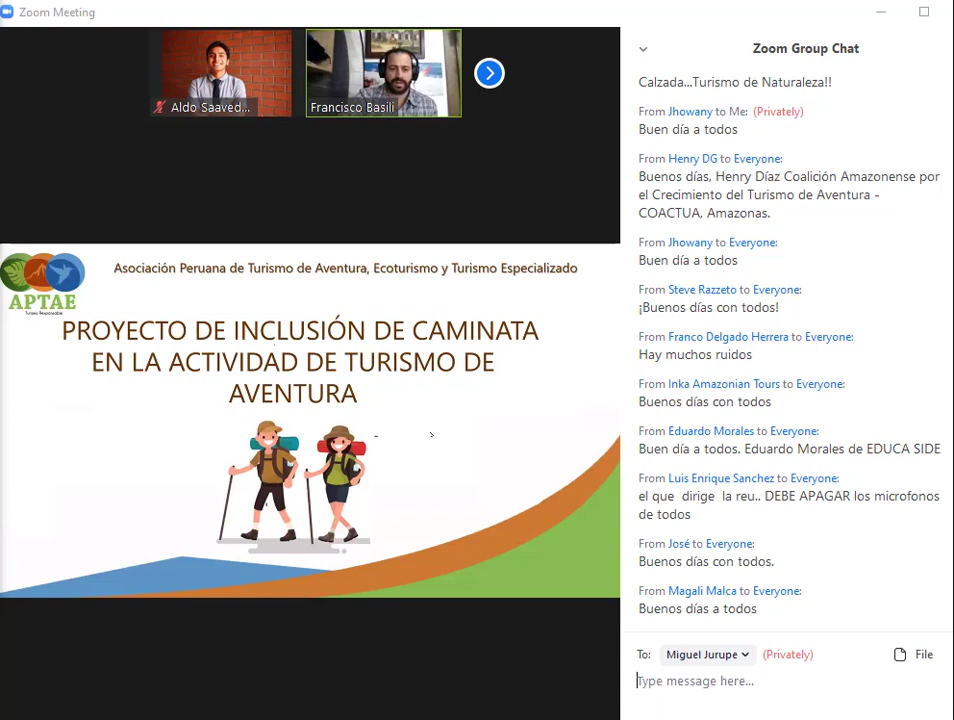 Zoom Meeting
Aldo Saaved...
Francisco Basili
APTAE
Turismo Responsable
Asociación Peruana de Turismo de Aventura, Ecoturismo y Turismo Especializado
PROYECTO DE INCLUSIÓN DE CAMINATA
EN LA ACTIVIDAD DE TURISMO DE
AVENTURA
Zoom Group Chat
Calzada...Turismo de Naturaleza!!
From Jhowany to Me: (Privately)
Buen día a todos
From Henry DG to Everyone:
Buenos días, Henry Díaz Coalición Amazonense por
el Crecimiento del Turismo de Aventura -
COACTUA, Amazonas.
From Jhowany to Everyone:
Buen día a todos
From Steve Razzeto to Everyone:
¡Buenos días con todos!
From Franco Delgado Herrera to Everyone:
Hay muchos ruidos
From Inka Amazonian Tours to Everyone:
Buenos días con todos
From Eduardo Morales to Everyone:
Buen día a todos. Eduardo Morales de EDUCA SIDE
From Luis Enrique Sanchez to Everyone:
el que dirige la reu.. DEBE APAGAR los microfonos
de todos
From José to Everyone:
Buenos días con todos.
From Magali Malca to Everyone:
Buenos días a todos
To: Miguel Jurupe (Privately) File
Type message here...